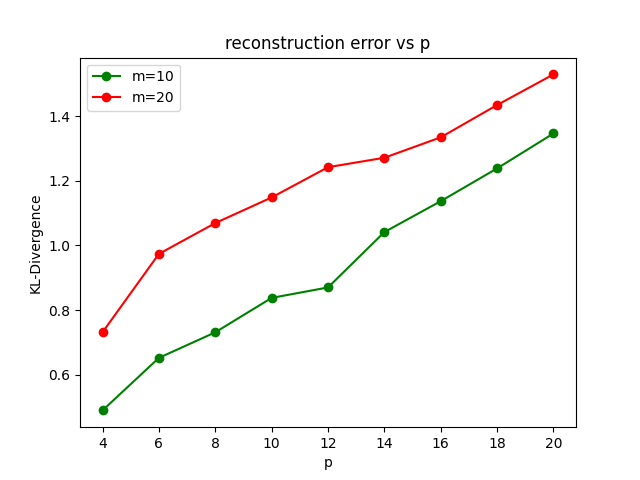 reconstruction error vs p
m=10
m=20
KL-Divergence
1.4
1.2
1.0
0.8
0.6
4 6 8 10 12 14 16 18 20
p